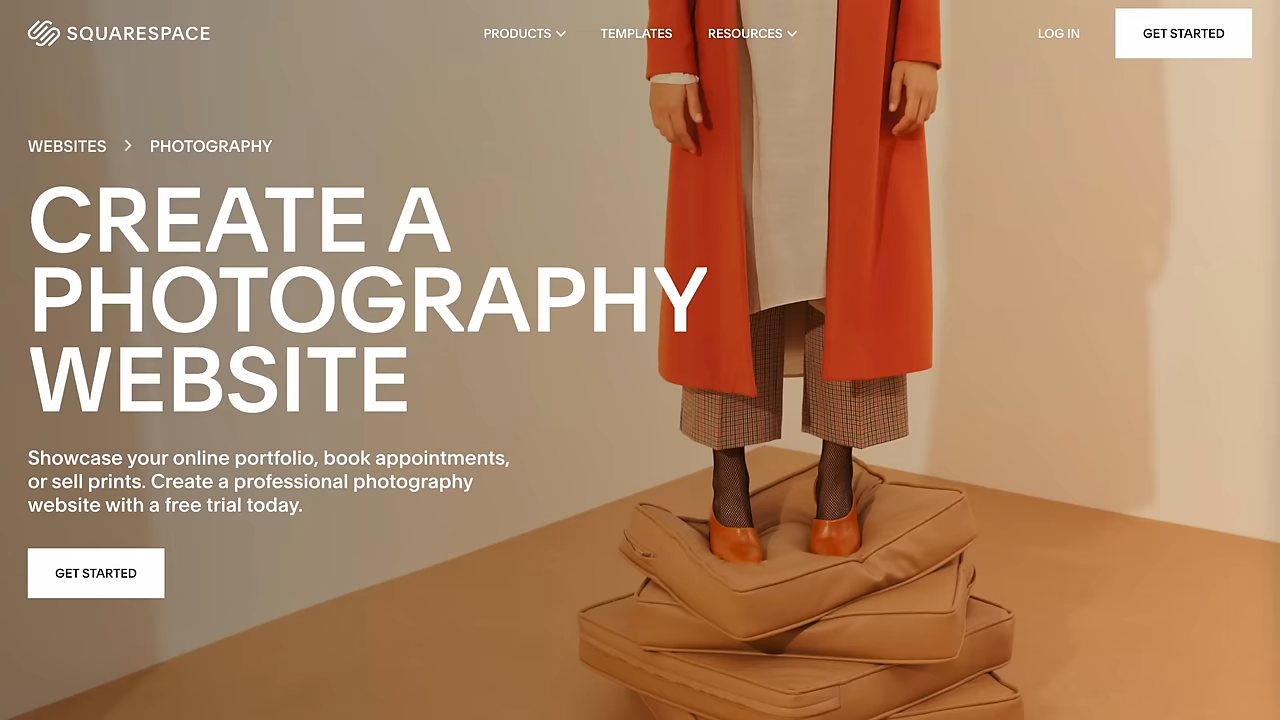 SQUARESPACE
PRODUCTS
TEMPLATES
RESOURCES
LOG IN
GET STARTED
WEBSITES > PHOTOGRAPHY
CREATE A
PHOTOGRAPHY
WEBSITE
Showcase your online portfolio, book appointments,
or sell prints. Create a professional photography
website with a free trial today.
GET STARTED